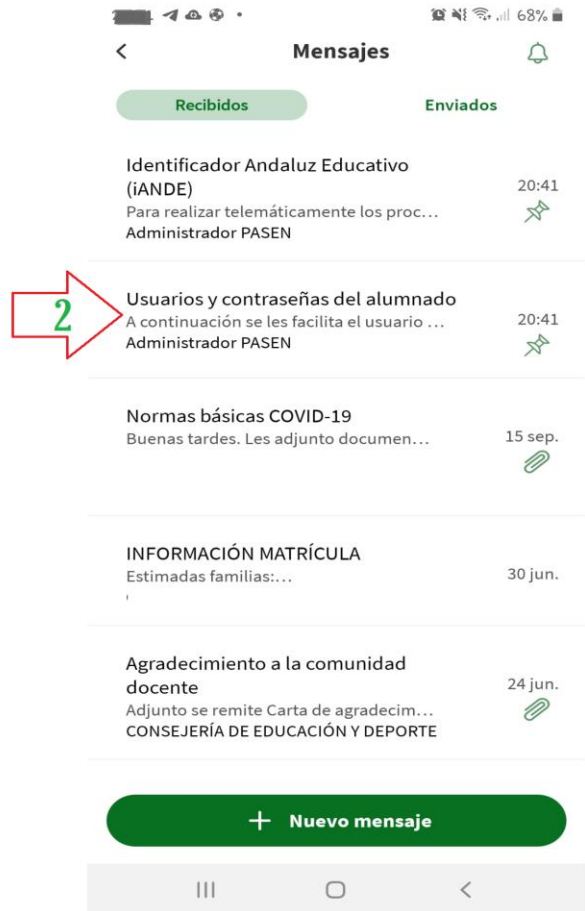 68%
Mensajes
Recibidos Enviados
Identificador Andaluz Educativo
(iANDE)
20:41
Para realizar telemáticamente los proc...
Administrador PASEN
2
Usuarios y contraseñas del alumnado
A continuación se les facilita el usuario ...
20:41
Administrador PASEN
Normas básicas COVID-19
15 sep.
Buenas tardes. Les adjunto documen...
INFORMACIÓN MATRÍCULA
30 jun.
Estimadas familias:...
Agradecimiento a la comunidad
docente
24 jun.
Adjunto se remite Carta de agradecim...
CONSEJERÍA DE EDUCACIÓN Y DEPORTE
+ Nuevo mensaje